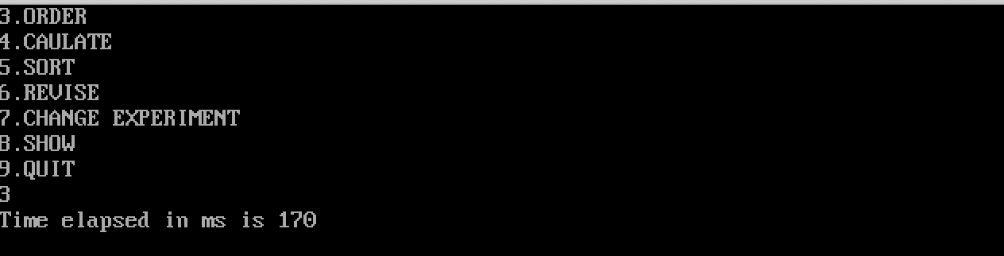 3.ORDER
4.CAULATE
5.SORT
6.REVISE
7.CHANGE EXPERIMENT
8.SHOW
9.QUIT
3
Time elapsed in ms is 170